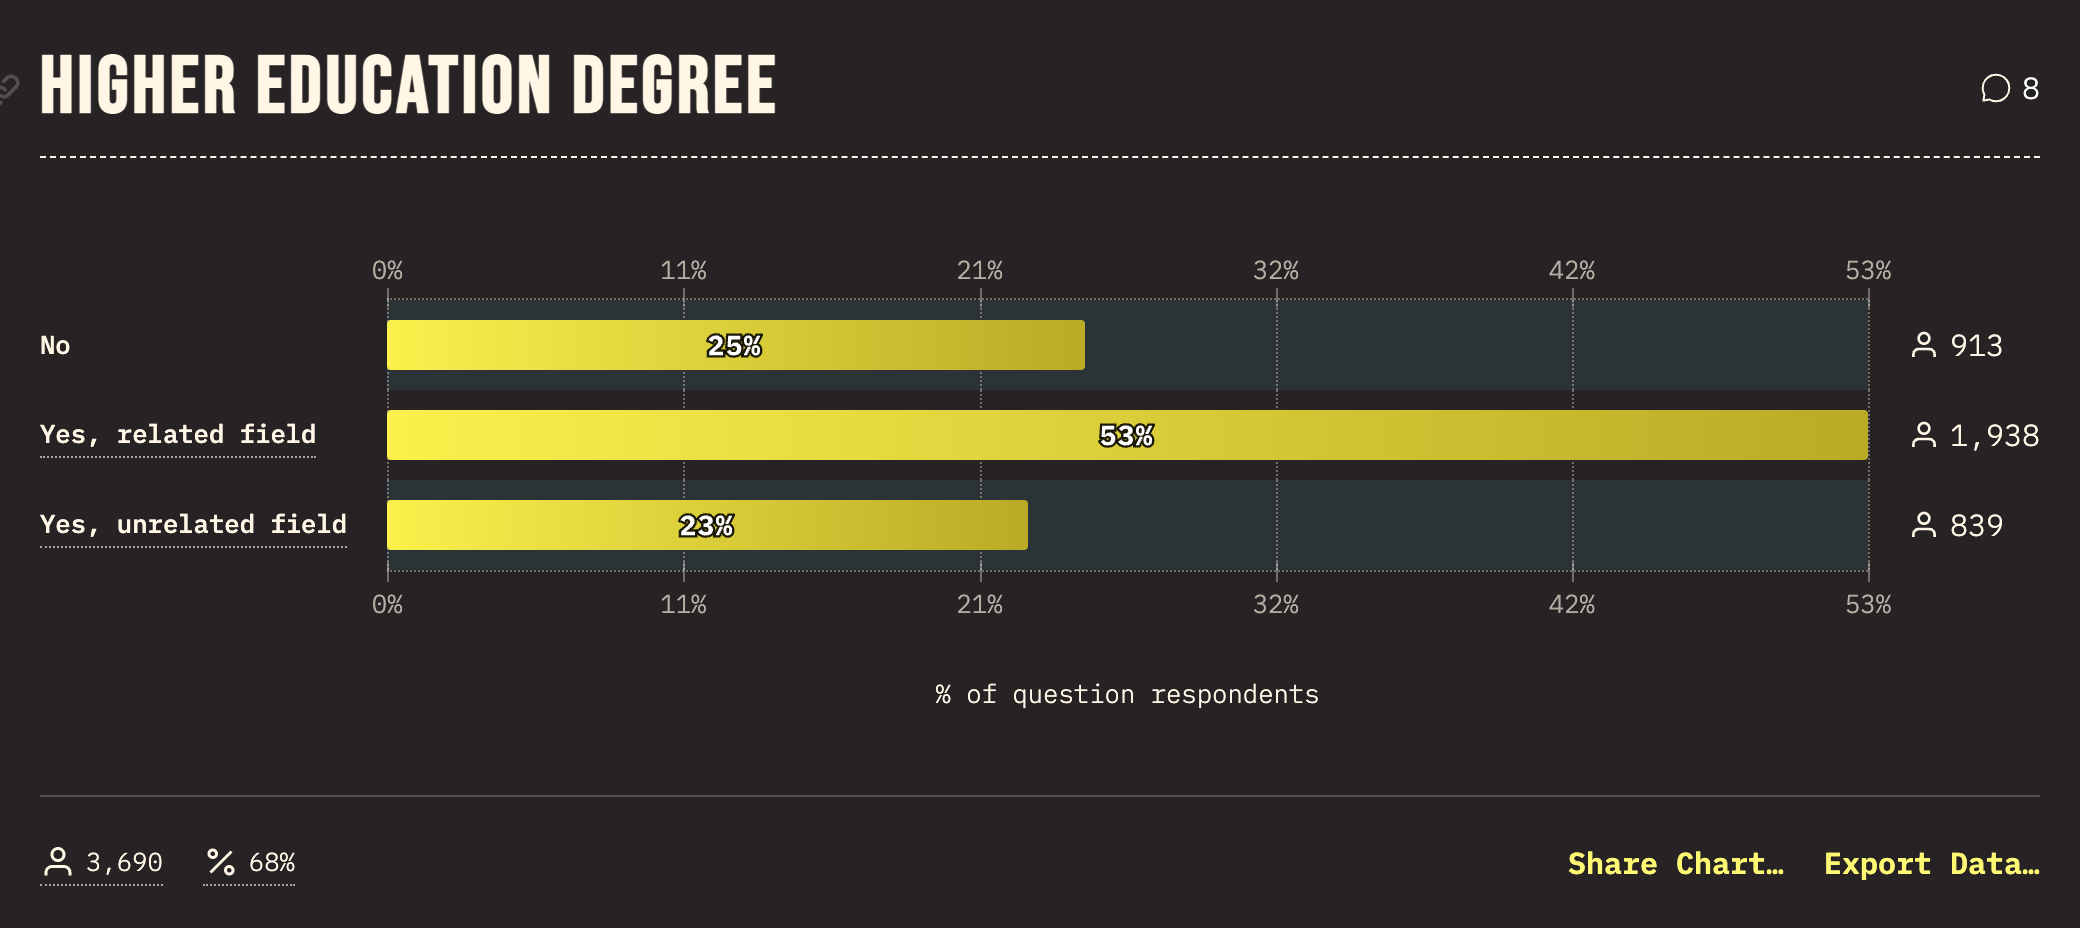 HIGHER EDUCATION DEGREE
8
0% 11% 21% 32% 42% 53%
No 25% 913
Yes, related field 53% 1,938
Yes, unrelated field 23% 839
0% 11% 21% 32% 42% 53%
% of question respondents
3,690 68% Share Chart… Export Data…